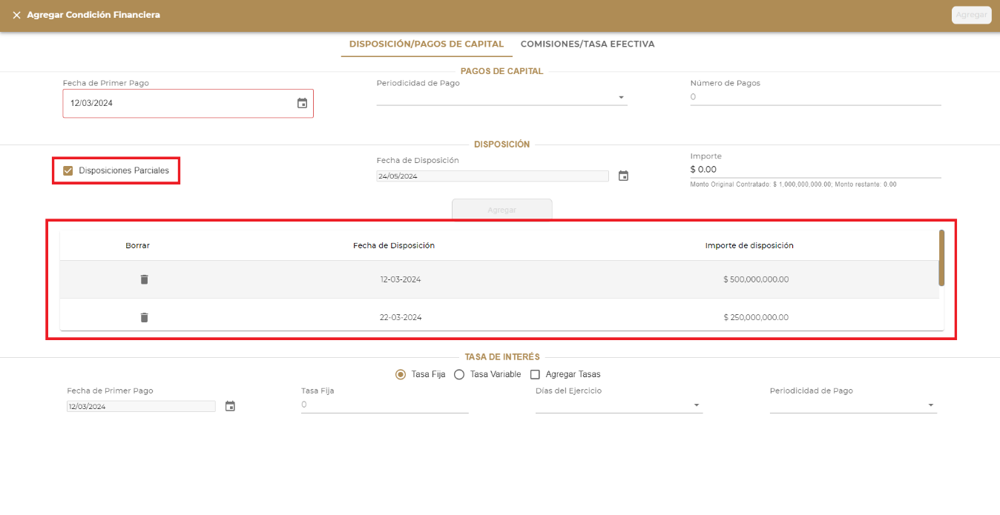 Agregar Condición Financiera
Agregar
DISPOSICIÓN/PAGOS DE CAPITAL
COMISIONES/TASA EFECTIVA
PAGOS DE CAPITAL
Fecha de Primer Pago
Periodicidad de Pago
Número de Pagos
12/03/2024
0
DISPOSICIÓN
Disposiciones Parciales
Fecha de Disposición
24/05/2024
Importe
$ 0.00
Monto Original Contratado: $ 1,000,000,000.00; Monto restante: 0.00
Agregar
Borrar
Fecha de Disposición
Importe de disposición
12-03-2024
$ 500,000,000.00
22-03-2024
$ 250,000,000.00
TASA DE INTERÉS
Tasa Fija
Tasa Variable
Agregar Tasas
Fecha de Primer Pago
Tasa Fija
Días del Ejercicio
Periodicidad de Pago
12/03/2024
0